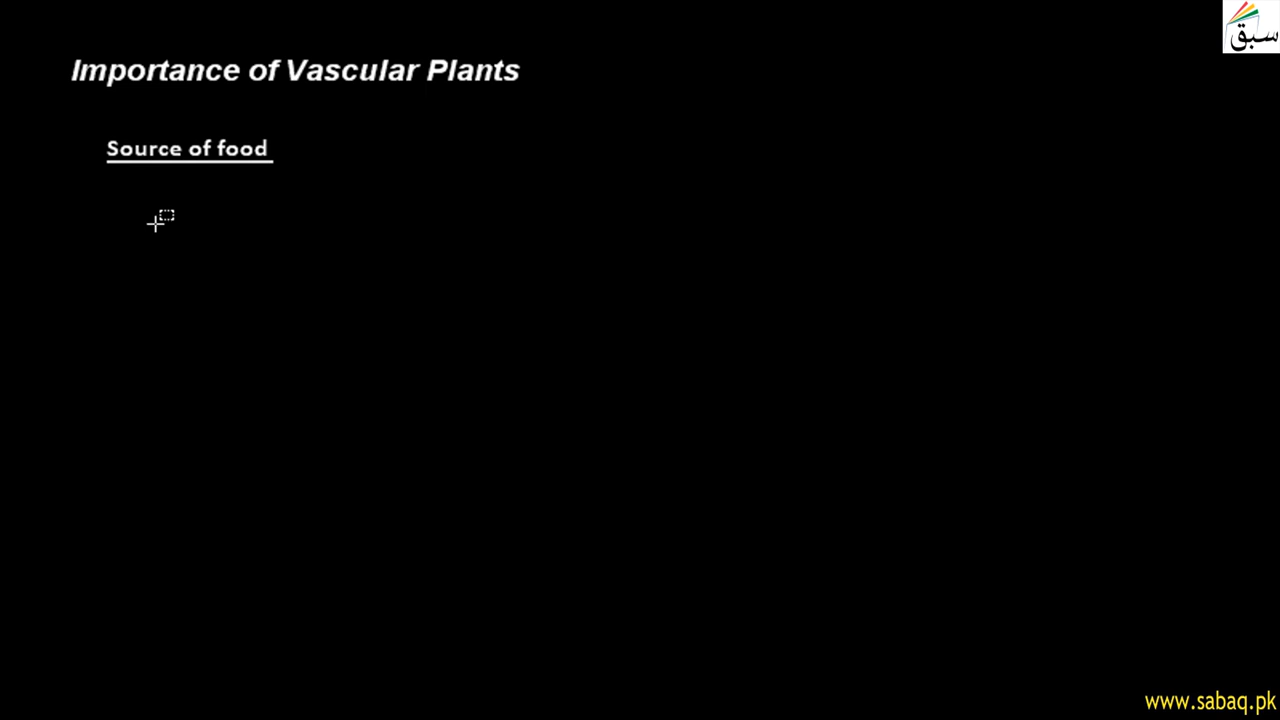 سبق
Importance of Vascular Plants
Source of food
www.sabaq.pk